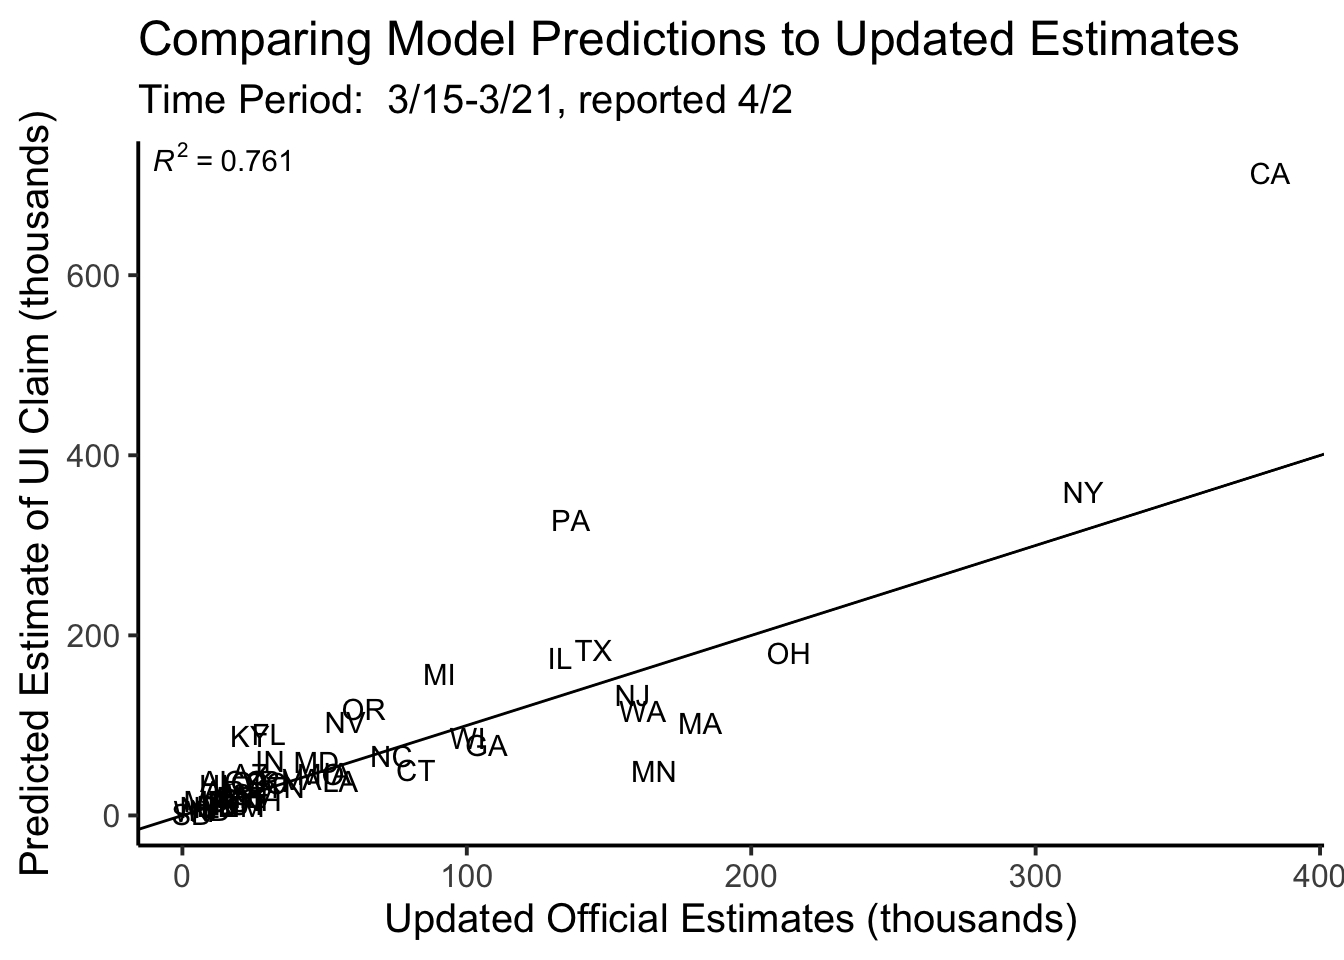 Comparing Model Predictions to Updated Estimates
Time Period:  3/15-3/21, reported 4/2
R² = 0.761
Predicted Estimate of UI Claim (thousands)
600
400
200
0
CA
NY
PA
TX
IL
OH
MI
NJ
WA
MA
OR
NV
KY
FL
WI
GA
NC
IN
MD
CT
MN
LA
SD
0
100
200
300
400
Updated Official Estimates (thousands)